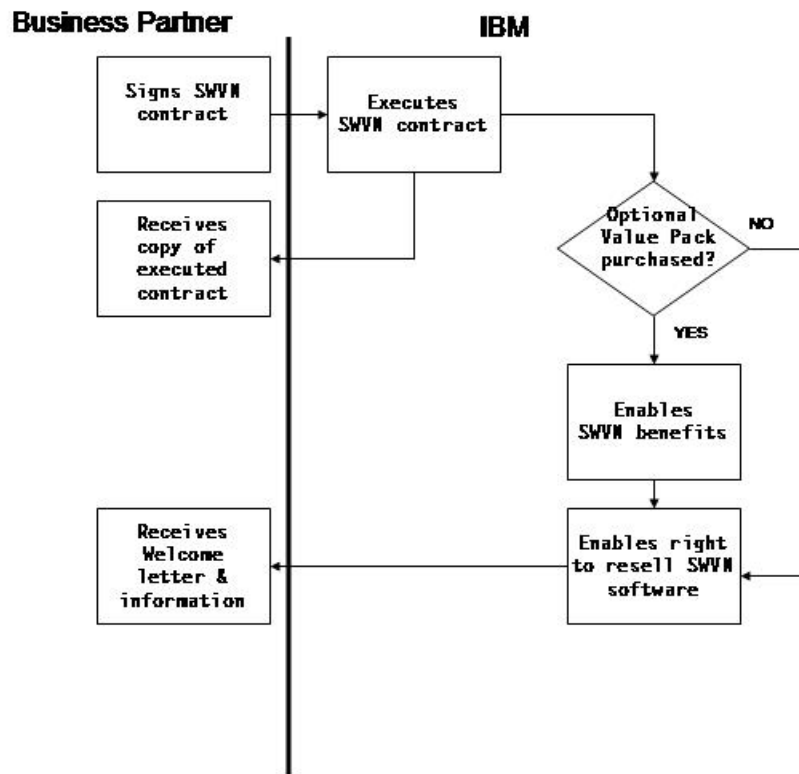 Business Partner
IBM
Signs SWVN
contract
Executes
SWVN contract
Receives
copy of
executed
contract
Optional
Value Pack
purchased?
NO
YES
Enables
SWVN benefits
Receives
Welcome
letter &
information
Enables right
to resell SWVN
software